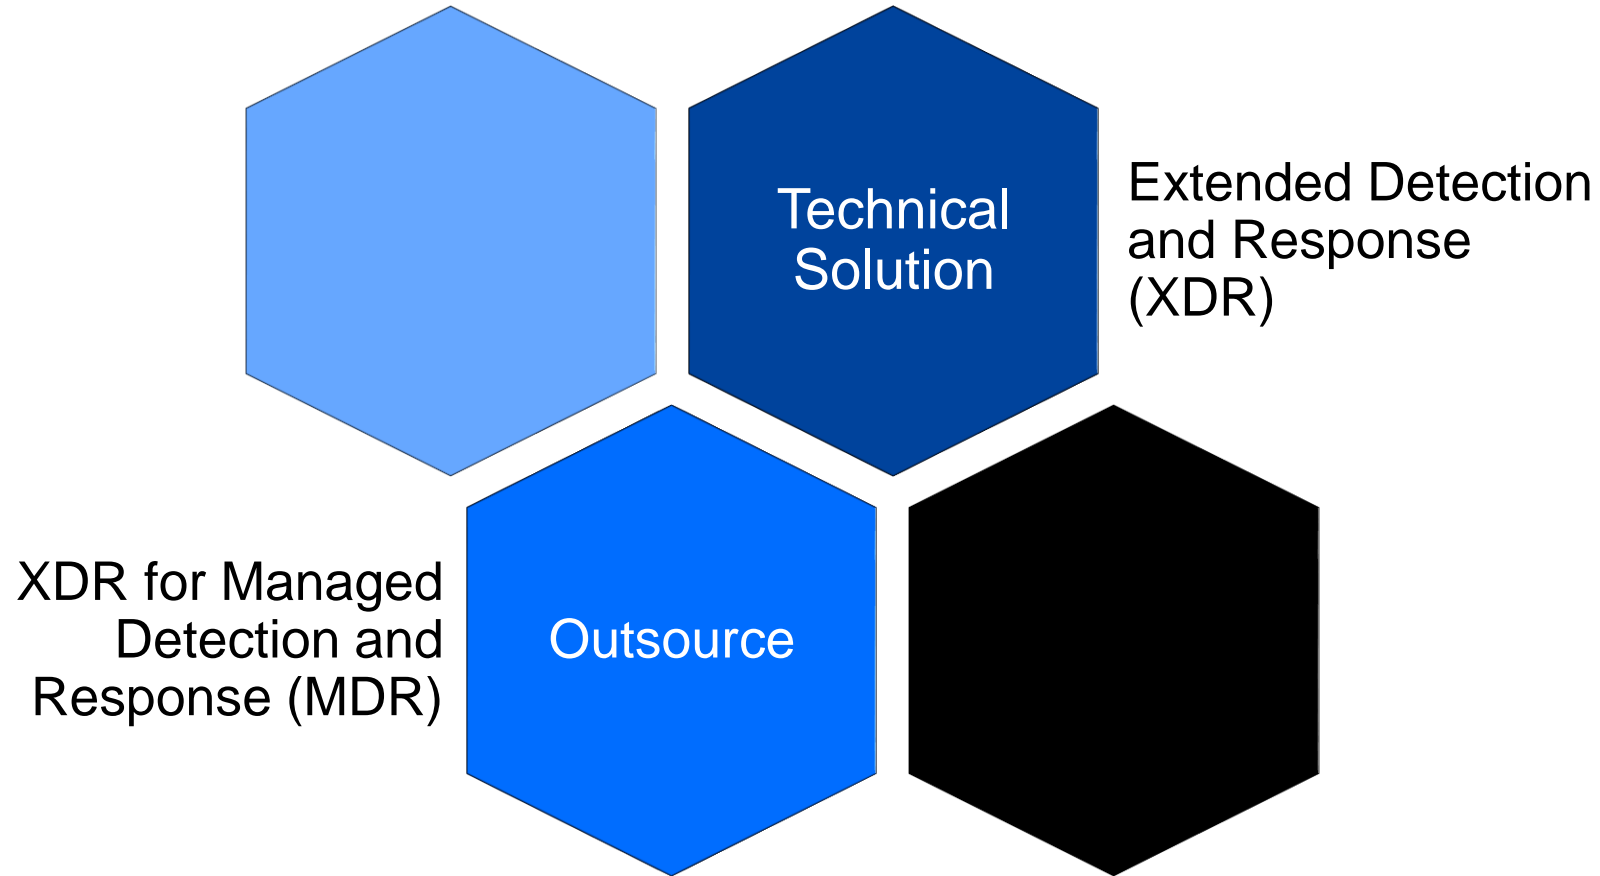 Technical
Solution
Extended Detection
and Response
(XDR)
XDR for Managed
Detection and
Response (MDR)
Outsource